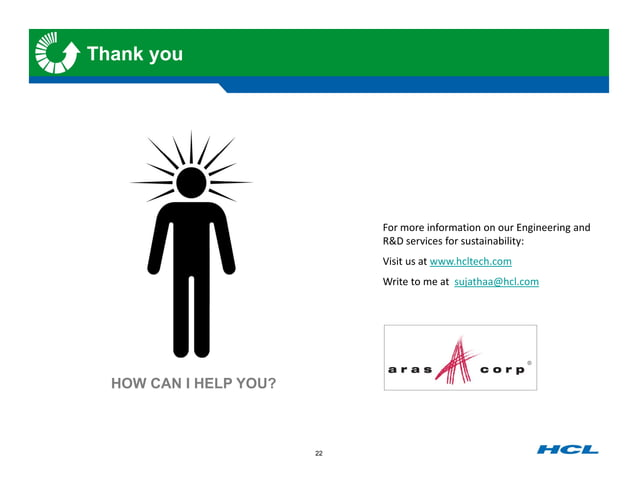 Thank you
For more information on our Engineering and
R&D services for sustainability:
Visit us at www.hcltech.com
Write to me at sujathaa@hcl.com
aras A corp ®
HOW CAN I HELP YOU?
22
HCL